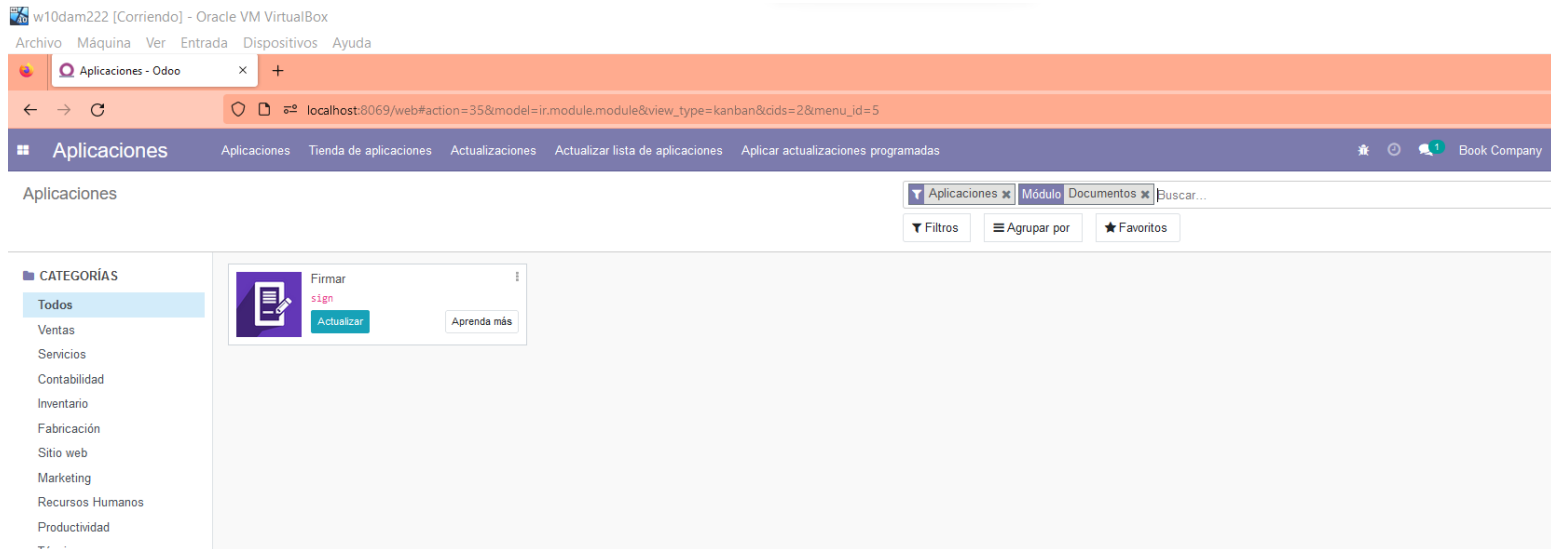 w10dam222 [Corriendo] - Oracle VM VirtualBox
Archivo Máquina Ver Entrada Dispositivos Ayuda
Aplicaciones - Odoo
localhost:8069/web#action=35&model=ir.module.module&view_type=kanban&cids=2&menu_id=5
Aplicaciones Aplicaciones Tienda de aplicaciones Actualizaciones Actualizar lista de aplicaciones Aplicar actualizaciones programadas 1 Book Company
Aplicaciones Aplicaciones Módulo Documentos Buscar...
Filtros Agrupar por Favoritos
CATEGORÍAS
Todos
Ventas
Servicios
Contabilidad
Inventario
Fabricación
Sitio web
Marketing
Recursos Humanos
Productividad
Firmar
sign
Actualizar Aprenda más